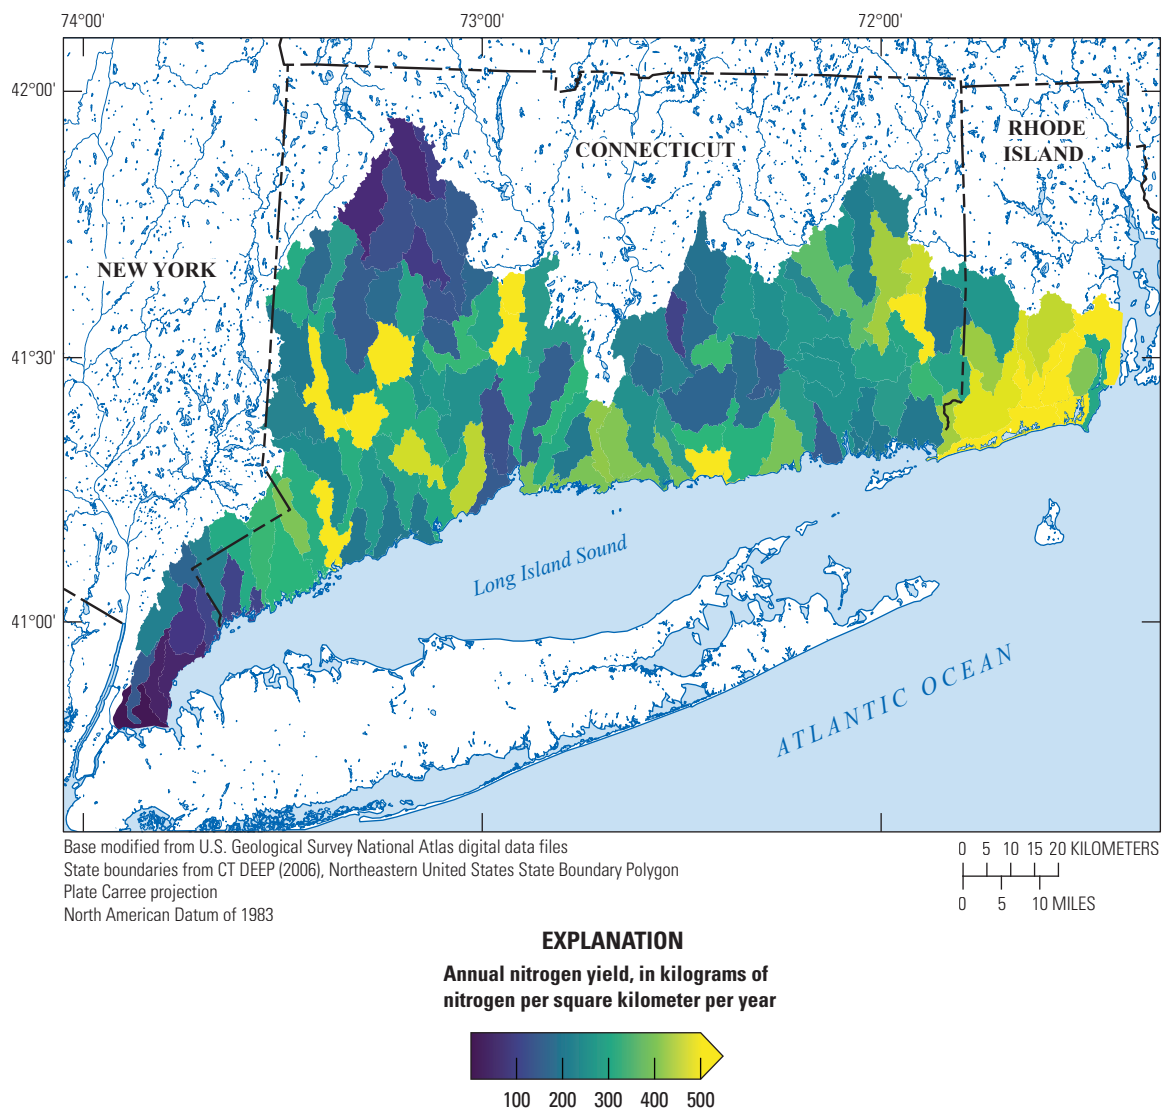 74°00'
73°00'
72°00'
42°00'
CONNECTICUT
RHODE
ISLAND
NEW YORK
41°30'
Long Island Sound
41°00'
ATLANTIC OCEAN
Base modified from U.S. Geological Survey National Atlas digital data files
State boundaries from CT DEEP (2006), Northeastern United States State Boundary Polygon
Plate Carree projection
North American Datum of 1983
0 5 10 15 20 KILOMETERS
0 5 10 MILES
EXPLANATION
Annual nitrogen yield, in kilograms of
nitrogen per square kilometer per year
100 200 300 400 500